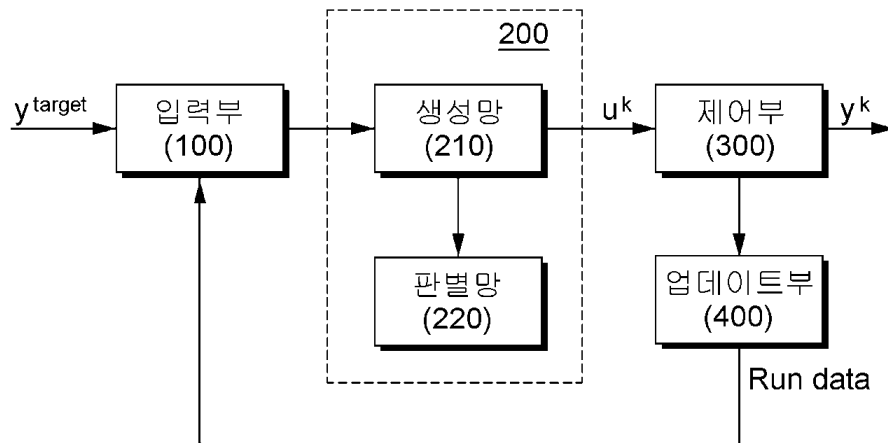 200
y^target
입력부
(100)
생성망
(210)
u^k
제어부
(300)
y^k
판별망
(220)
업데이트부
(400)
Run data